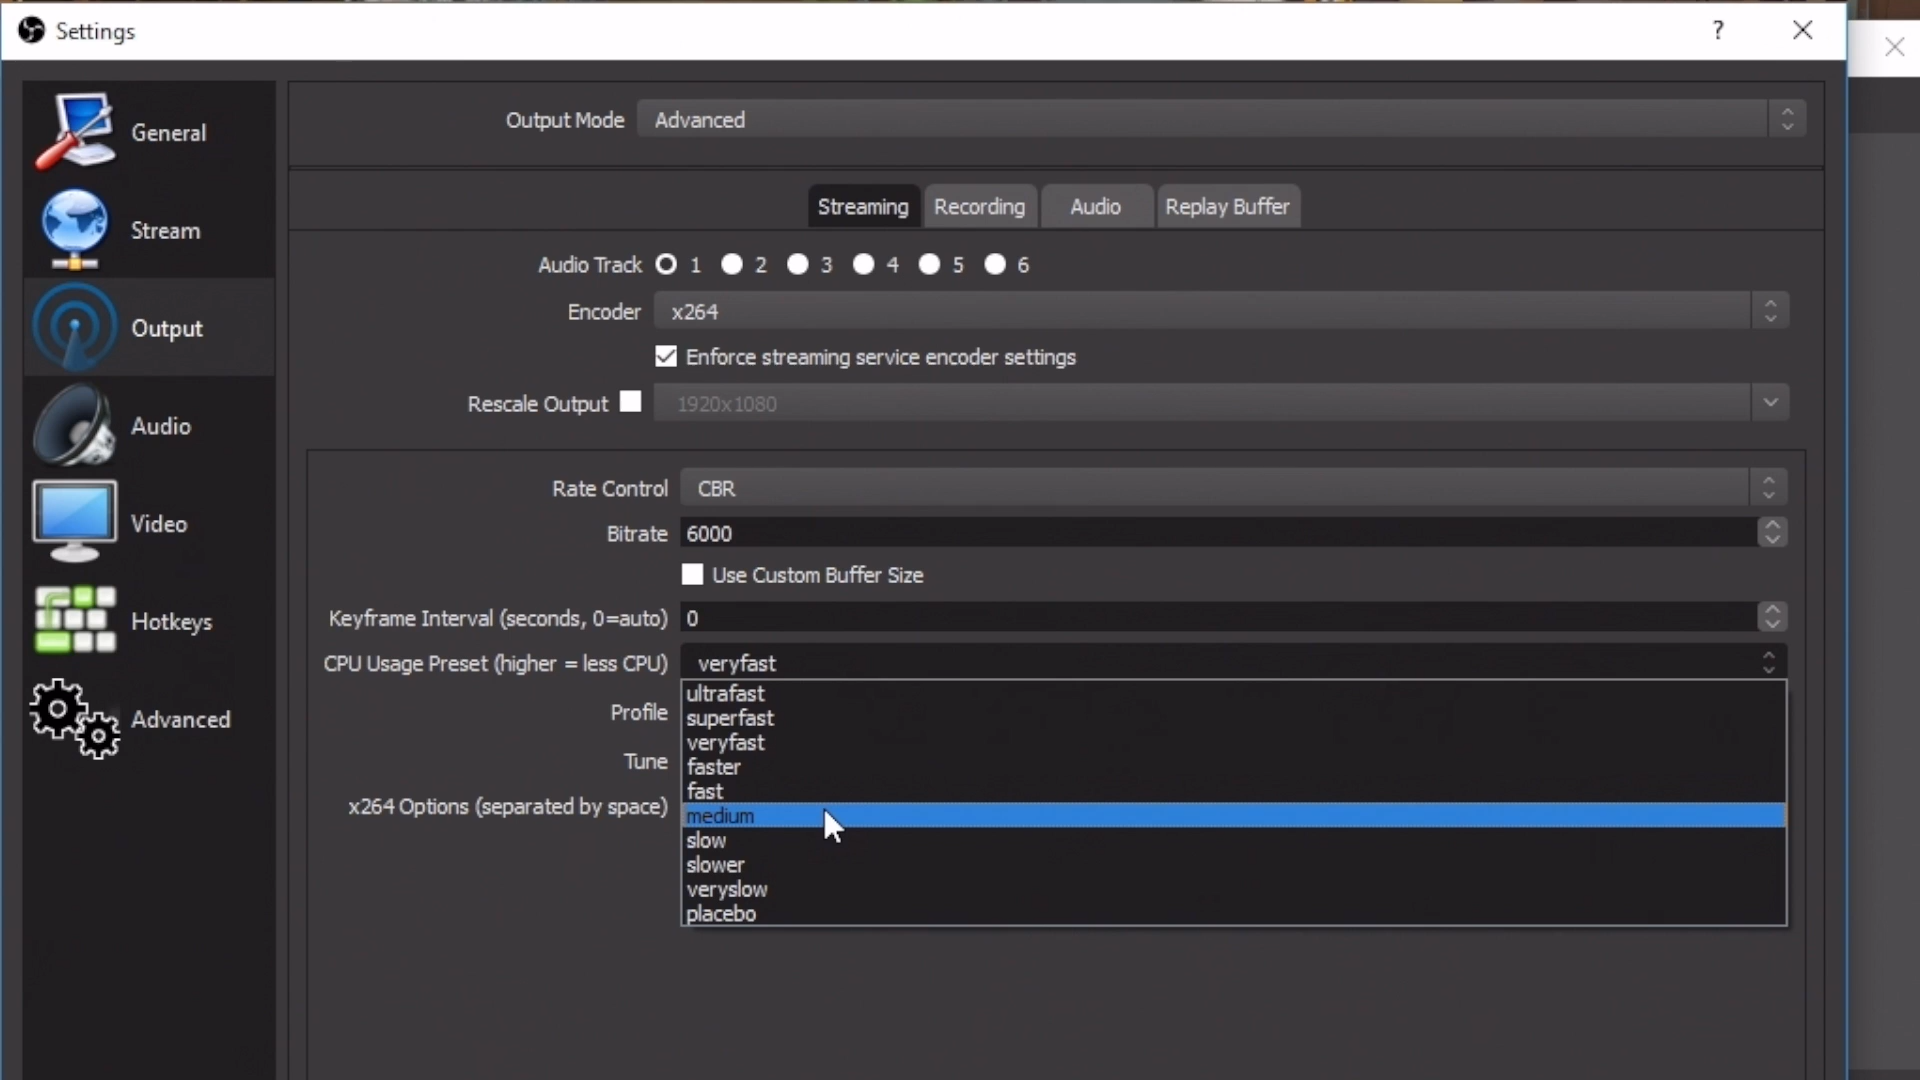 Settings
?
General
Stream
Output
Audio
Video
Hotkeys
Advanced
Output Mode Advanced
Streaming Recording Audio Replay Buffer
Audio Track 1 2 3 4 5 6
Encoder x264
Enforce streaming service encoder settings
Rescale Output 1920x1080
Rate Control CBR
Bitrate 6000
Use Custom Buffer Size
Keyframe Interval (seconds, 0=auto) 0
CPU Usage Preset (higher = less CPU) veryfast
Profile
Tune
x264 Options (separated by space)
ultrafast
superfast
veryfast
faster
fast
medium
slow
slower
veryslow
placebo